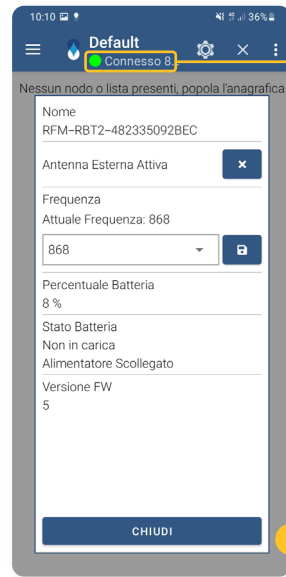 10:10 36%
Default
Connesso 8.
Nessun nodo o lista presenti, popola l'anagrafica
Nome
RFM-RBT2-482335092BEC
Antenna Esterna Attiva
Frequenza
Attuale Frequenza: 868
868
Percentuale Batteria
8 %
Stato Batteria
Non in carica
Alimentatore Scollegato
Versione FW
5
CHIUDI